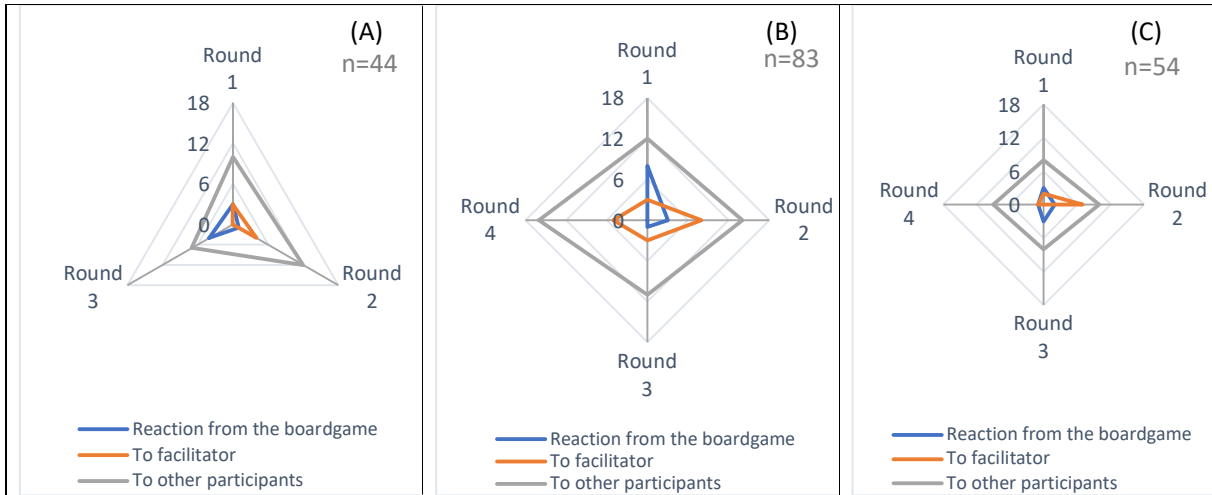 (A)
n=44
Round
1
18
12
6
0
Round
3
Round
2
Reaction from the boardgame
To facilitator
To other participants
(B)
n=83
Round
1
18
12
6
0
Round
4
Round
2
Round
3
Reaction from the boardgame
To facilitator
To other participants
(C)
n=54
Round
1
18
12
6
0
Round
4
Round
2
Round
3
Reaction from the boardgame
To facilitator
To other participants